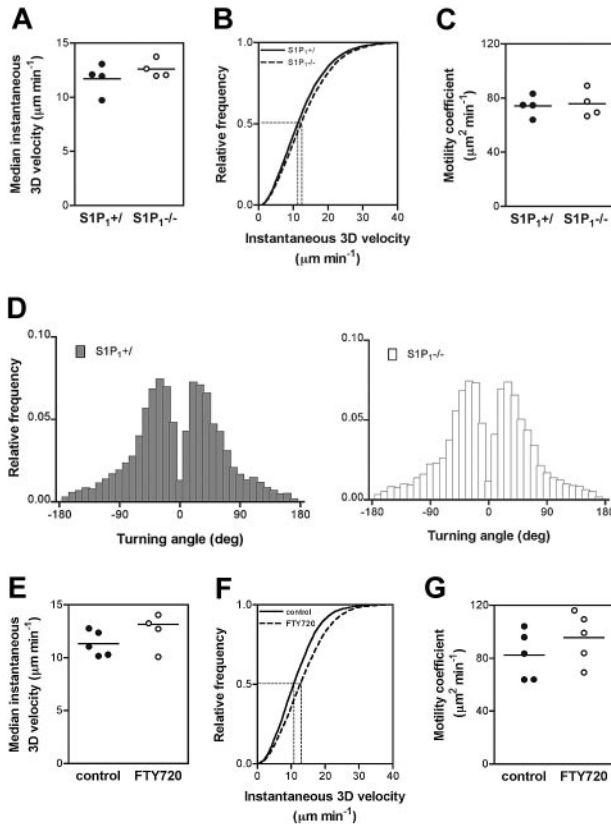 A
Median instantaneous
3D velocity (μm min⁻¹)
15
10
5
0
S1P₁+/ S1P₁-/-
B
Relative frequency
1.0
0.5
0.0
S1P₁+/
S1P₁-/-
0 10 20 30 40
Instantaneous 3D velocity
(μm min⁻¹)
C
Motility coefficient
(μm² min⁻¹)
120
80
40
0
S1P₁+/ S1P₁-/-
D
Relative frequency
0.10
0.05
0.00
S1P₁+/
-180 -90 0 90 180
Turning angle (deg)
S1P₁-/-
-180 -90 0 90 180
Turning angle (deg)
E
Median instantaneous
3D velocity (μm min⁻¹)
15
10
5
0
control FTY720
F
Relative frequency
1.0
0.5
0.0
control
FTY720
0 10 20 30 40
Instantaneous 3D velocity
(μm min⁻¹)
G
Motility coefficient
(μm² min⁻¹)
120
80
40
0
control FTY720